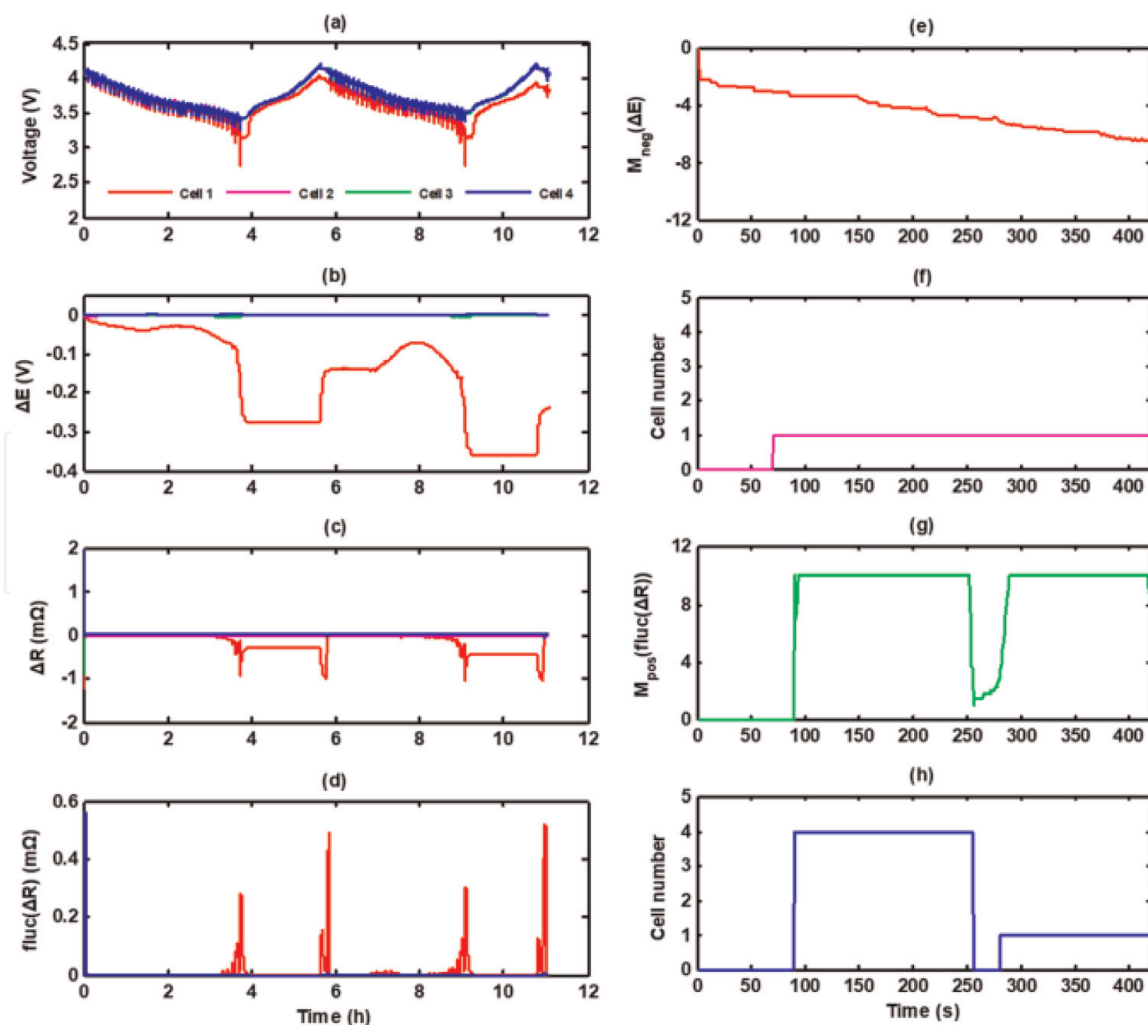 (a)
Voltage (V)
4.5
4
3.5
3
2.5
2
Cell 1 Cell 2 Cell 3 Cell 4
0 2 4 6 8 10 12
(b)
ΔE (V)
0
-0.1
-0.2
-0.3
-0.4
0 2 4 6 8 10 12
(c)
ΔR (mΩ)
2
1
0
-1
-2
0 2 4 6 8 10 12
(d)
fluc(ΔR) (mΩ)
0.6
0.4
0.2
0
0 2 4 6 8 10 12
Time (h)
(e)
M_neg(ΔE)
0
-4
-8
-12
0 50 100 150 200 250 300 350 400
(f)
Cell number
5
4
3
2
1
0
0 50 100 150 200 250 300 350 400
(g)
M_pos(fluc(ΔR))
12
8
4
0
0 50 100 150 200 250 300 350 400
(h)
Cell number
5
4
3
2
1
0
0 50 100 150 200 250 300 350 400
Time (s)